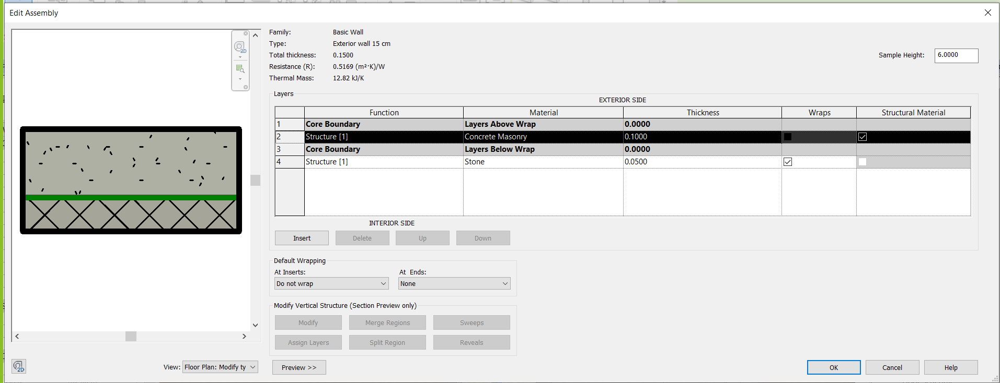 Edit Assembly
2D
Family: Basic Wall
Type: Exterior wall 15 cm
Total thickness: 0.1500
Resistance (R): 0.5169 (m²·K)/W
Thermal Mass: 12.82 kJ/K
Sample Height: 6.0000
Layers
EXTERIOR SIDE
Function Material Thickness Wraps Structural Material
1 Core Boundary Layers Above Wrap 0.0000
2 Structure [1] Concrete Masonry 0.1000
3 Core Boundary Layers Below Wrap 0.0000
4 Structure [1] Stone 0.0500
INTERIOR SIDE
Insert Delete Up Down
Default Wrapping
At Inserts: At Ends:
Do not wrap None
Modify Vertical Structure (Section Preview only)
Modify Merge Regions Sweeps
Assign Layers Split Region Reveals
2D
View: Floor Plan: Modify ty Preview >> OK Cancel Help